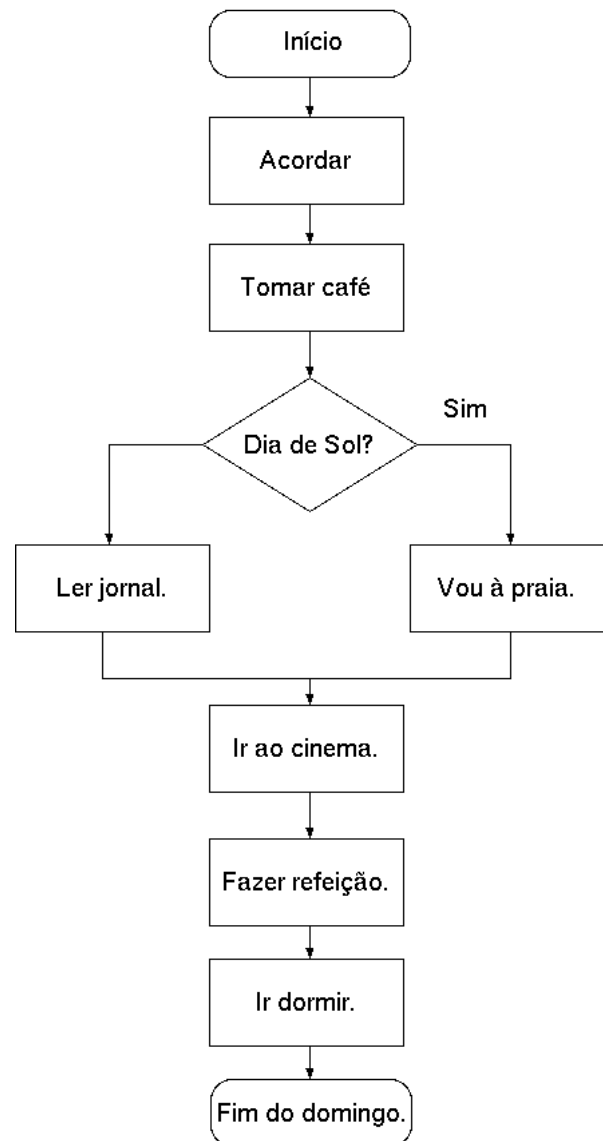 Início
Acordar
Tomar café
Sim
Dia de Sol?
Ler jornal.
Vou à praia.
Ir ao cinema.
Fazer refeição.
Ir dormir.
Fim do domingo.